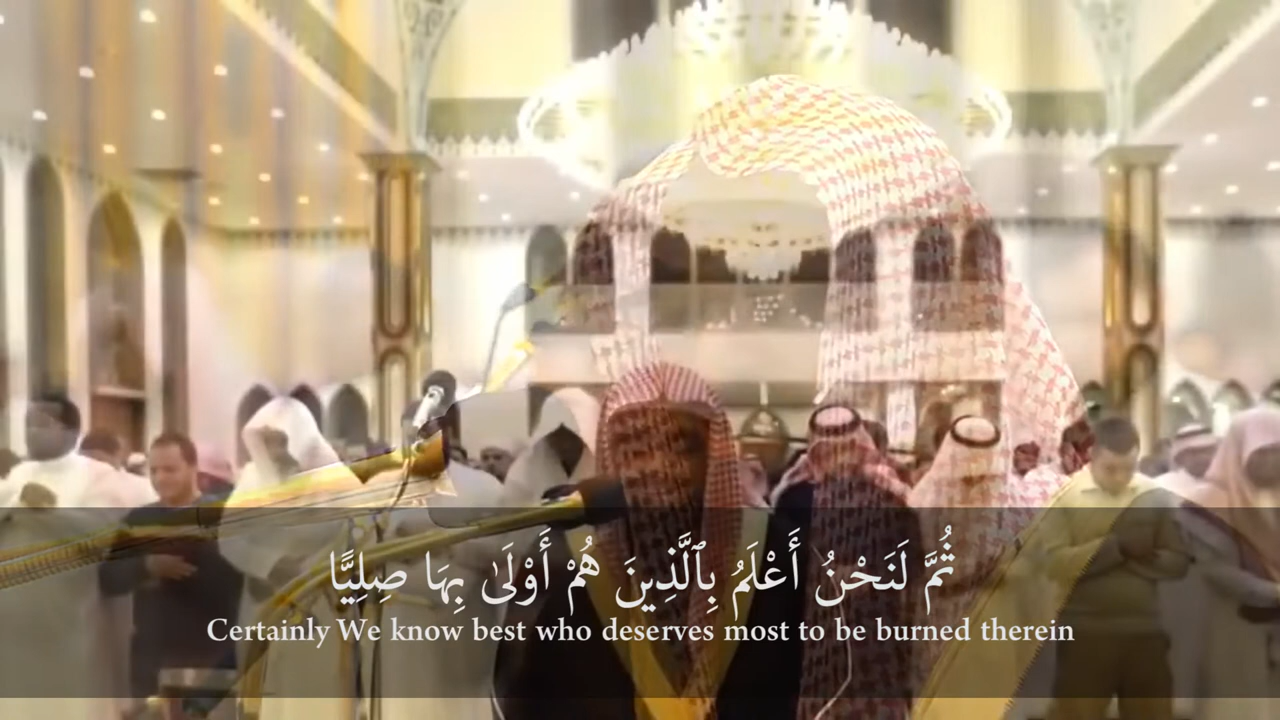 ثُمَّ لَنَحْنُ أَعْلَمُ بِٱلَّذِينَ هُمْ أَوْلَىٰ بِهَا صِلِيًّا
Certainly We know best who deserves most to be burned therein